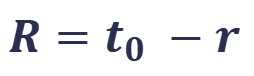 R = t₀ − r